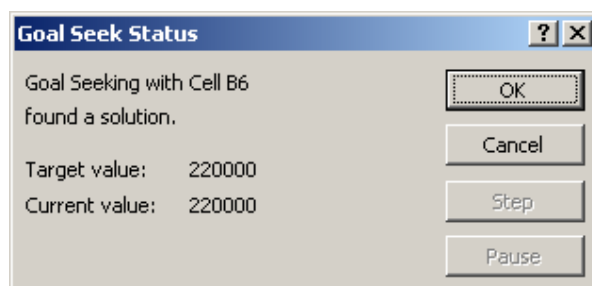 Goal Seek Status
Goal Seeking with Cell B6
found a solution.
Target value: 220000
Current value: 220000
OK
Cancel
Step
Pause